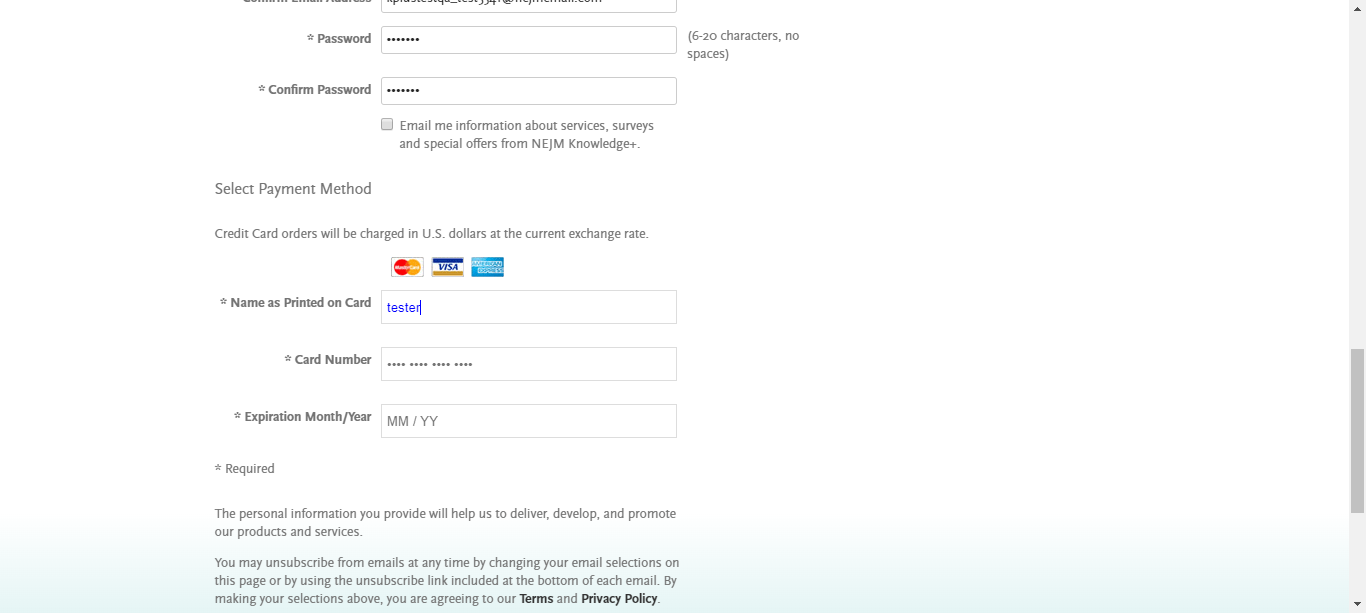 * Password ••••••• (6-20 characters, no
spaces)
* Confirm Password •••••••
Email me information about services, surveys
and special offers from NEJM Knowledge+.
Select Payment Method
Credit Card orders will be charged in U.S. dollars at the current exchange rate.
MasterCard VISA AMERICAN EXPRESS
* Name as Printed on Card tester
* Card Number •••• •••• •••• ••••
* Expiration Month/Year MM / YY
* Required
The personal information you provide will help us to deliver, develop, and promote
our products and services.
You may unsubscribe from emails at any time by changing your email selections on
this page or by using the unsubscribe link included at the bottom of each email. By
making your selections above, you are agreeing to our Terms and Privacy Policy.